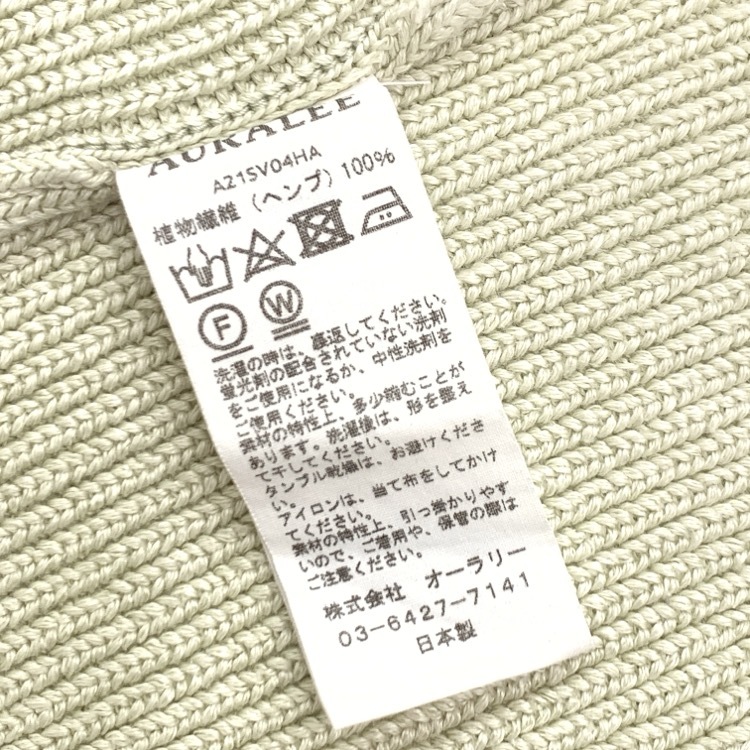 AURALEE
A21SV04HA
植物繊維 (ヘンプ) 100%
F W
洗濯の時は、裏返してください。
蛍光剤の配合されていない洗剤
をご使用になるか、中性洗剤を
ご使用ください。
素材の特性上、多少縮むことが
あります。洗濯後は、形を整え
て干してください。
タンブル乾燥は、お避けくださ
い。
アイロンは、当て布をしてかけ
てください。
素材の特性上、引っ掛かりやす
いので、ご着用や、保管の際は
ご注意ください。
株式会社 オーラリー
03-6427-7141
日本製